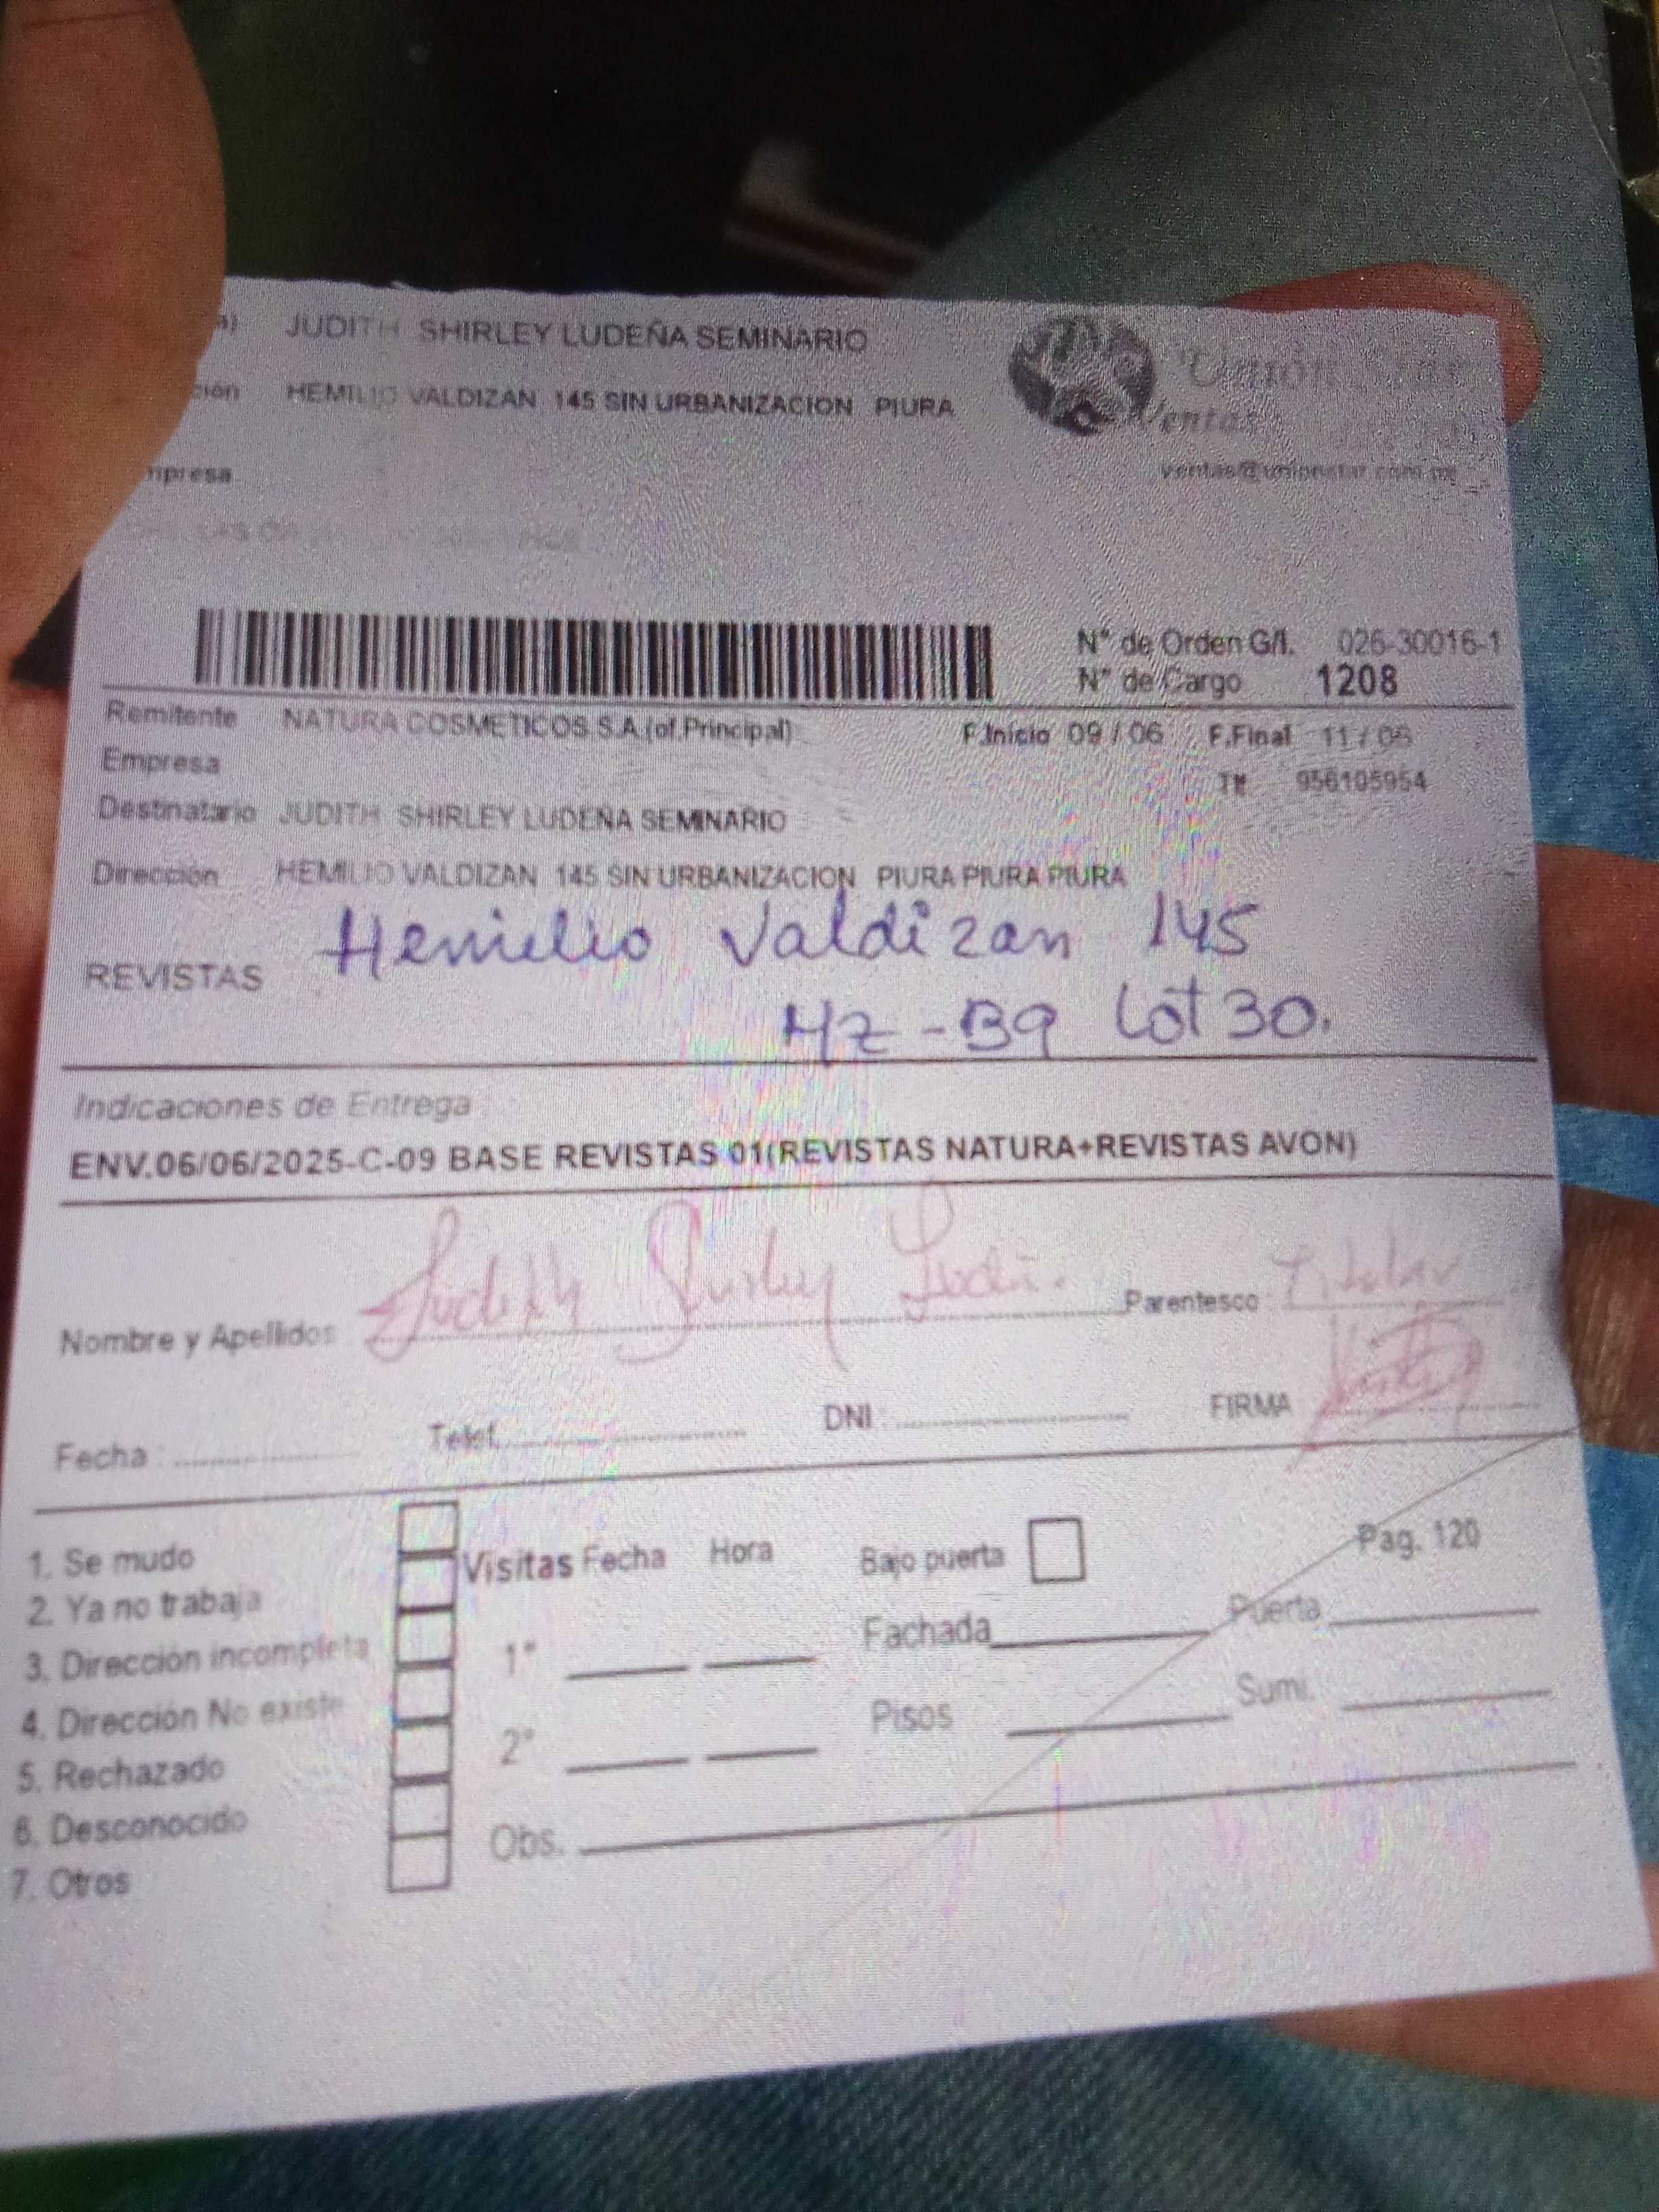 JUDITH SHIRLEY LUDEÑA SEMINARIO
HEMILIO VALDIZAN 145 SIN URBANIZACION PIURA
Ventas
N° de Orden G/I. 026-30016-1
N° de Cargo 1208
Remitente NATURA COSMETICOS S.A.(of.Principal)
F.Inicio 09 / 06 F.Final 11 / 06
Empresa
956105954
Destinatario JUDITH SHIRLEY LUDEÑA SEMINARIO
Dirección HEMILIO VALDIZAN 145 SIN URBANIZACION PIURA PIURA PIURA
Hemilio Valdizan 145
REVISTAS
Mz-B9 Lot 30.
Indicaciones de Entrega
ENV.06/06/2025-C-09 BASE REVISTAS 01(REVISTAS NATURA+REVISTAS AVON)
Judith
Nombre y Apellidos
Parentesco Titular
Fecha : Telef. DNI : FIRMA
1. Se mudo
2. Ya no trabaja
3. Dirección incompleta
4. Dirección No existe
5. Rechazado
6. Desconocido
7. Otros
Visitas Fecha Hora
1°
2°
Obs.
Bajo puerta
Pag. 120
Fachada Puerta
Pisos Sumi.